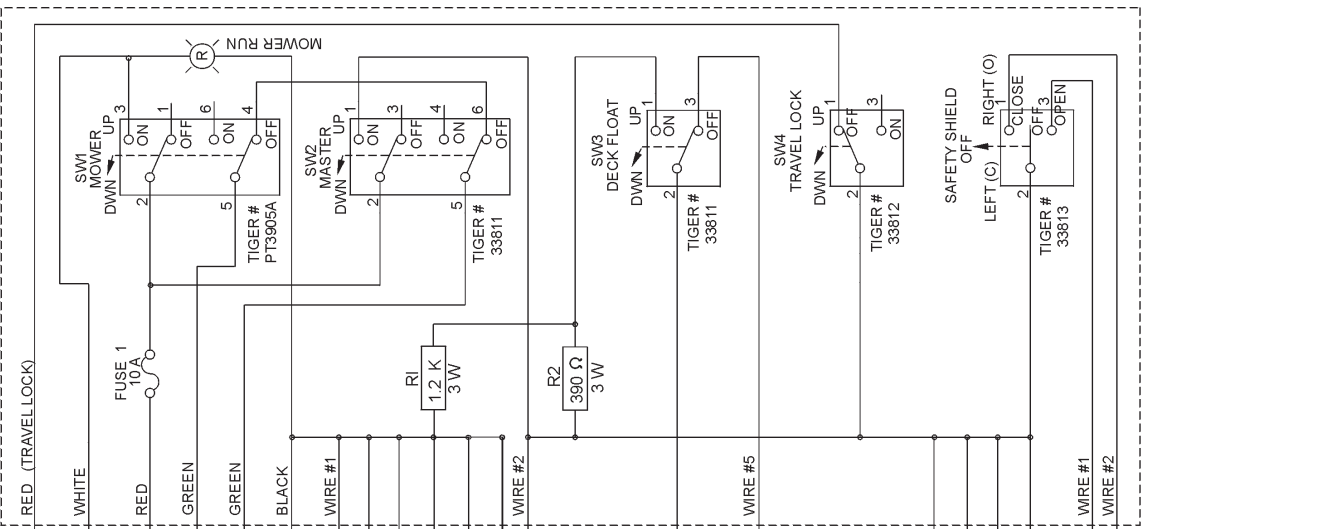 MOWER RUN
R
SW1
MOWER
UP
DWN
3
1
6
4
ON
OFF
ON
OFF
2
5
TIGER #
PT3905A
SW2
MASTER
UP
DWN
1
3
4
6
ON
OFF
ON
OFF
2
5
TIGER #
33811
SW3
DECK FLOAT
UP
DWN
1
3
ON
OFF
2
TIGER #
33811
SW4
TRAVEL LOCK
UP
DWN
1
3
OFF
ON
2
TIGER #
33812
SAFETY SHIELD
OFF
RIGHT (O)
LEFT (C)
1
3
CLOSE
OFF
OPEN
2
TIGER #
33813
FUSE 1
10 A
RI
1.2 K
3 W
R2
390 Ω
3 W
RED (TRAVEL LOCK)
WHITE
RED
GREEN
GREEN
BLACK
WIRE #1
WIRE #2
WIRE #5
WIRE #1
WIRE #2